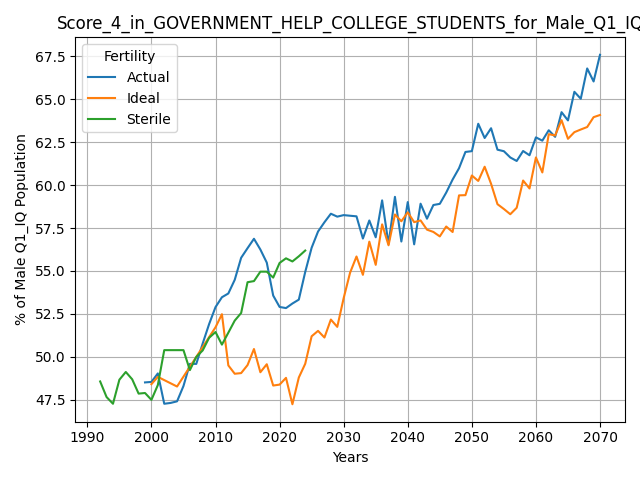 Score_4_in_GOVERNMENT_HELP_COLLEGE_STUDENTS_for_Male_Q1_IQ
Fertility
Actual
Ideal
Sterile
% of Male Q1_IQ Population
67.5
65.0
62.5
60.0
57.5
55.0
52.5
50.0
47.5
1990 2000 2010 2020 2030 2040 2050 2060 2070
Years